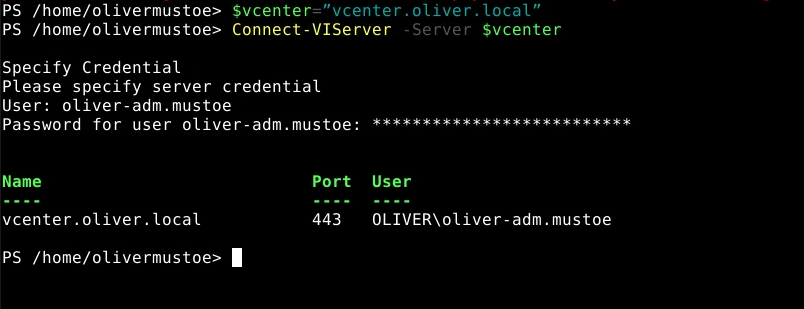 PS /home/olivermustoe> $vcenter=”vcenter.oliver.local”
PS /home/olivermustoe> Connect-VIServer -Server $vcenter
Specify Credential
Please specify server credential
User: oliver-adm.mustoe
Password for user oliver-adm.mustoe: **************************
Name Port User
---- ---- ----
vcenter.oliver.local 443 OLIVER\oliver-adm.mustoe
PS /home/olivermustoe>